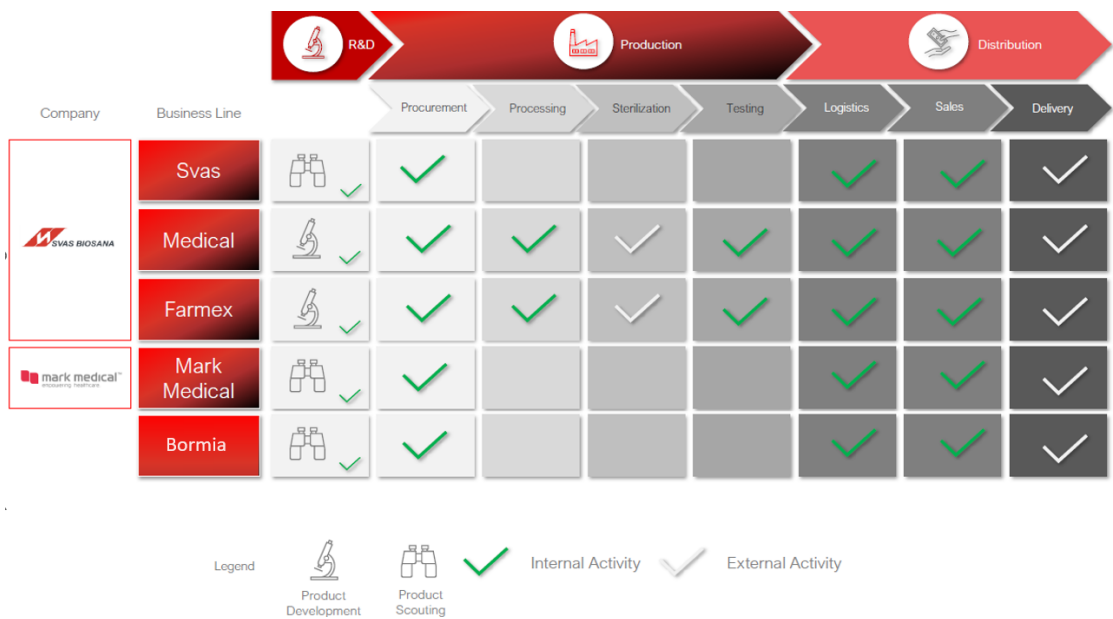 R&D
Production
Distribution
Company
Business Line
Procurement
Processing
Sterilization
Testing
Logistics
Sales
Delivery
Svas
SVAS BIOSANA
Medical
Farmex
Mark
Medical
mark medical™
empowering healthcare
Bormia
Legend
Internal Activity
External Activity
Product
Development
Product
Scouting